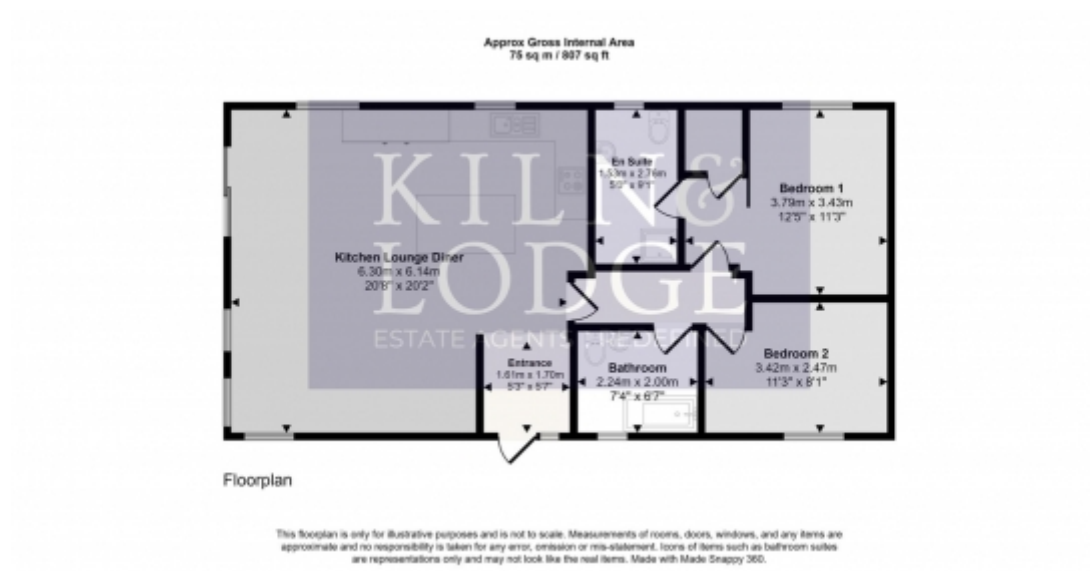 Approx Gross Internal Area
75 sq m / 807 sq ft
KILN &
LODGE
ESTATE AGENTS : REDEFINED
En Suite
1.53m x 2.76m
5'0" x 9'1"
Bedroom 1
3.79m x 3.43m
12'5" x 11'3"
Kitchen Lounge Diner
6.30m x 6.14m
20'8" x 20'2"
Entrance
1.61m x 1.70m
5'3" x 5'7"
Bathroom
2.24m x 2.00m
7'4" x 6'7"
Bedroom 2
3.42m x 2.47m
11'3" x 8'1"
Floorplan
This floorplan is only for illustrative purposes and is not to scale. Measurements of rooms, doors, windows, and any items are
approximate and no responsibility is taken for any error, omission or mis-statement. Icons of items such as bathroom suites
are representations only and may not look like the real items. Made with Made Snappy 360.